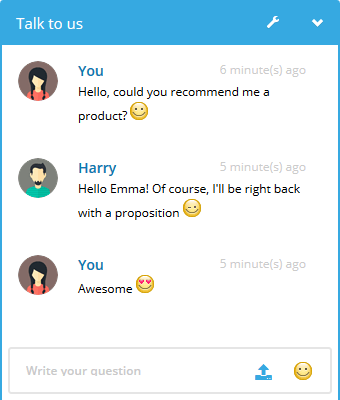 Talk to us
You 6 minute(s) ago
Hello, could you recommend me a
product?
Harry 5 minute(s) ago
Hello Emma! Of course, I'll be right back
with a proposition
You 5 minute(s) ago
Awesome
Write your question